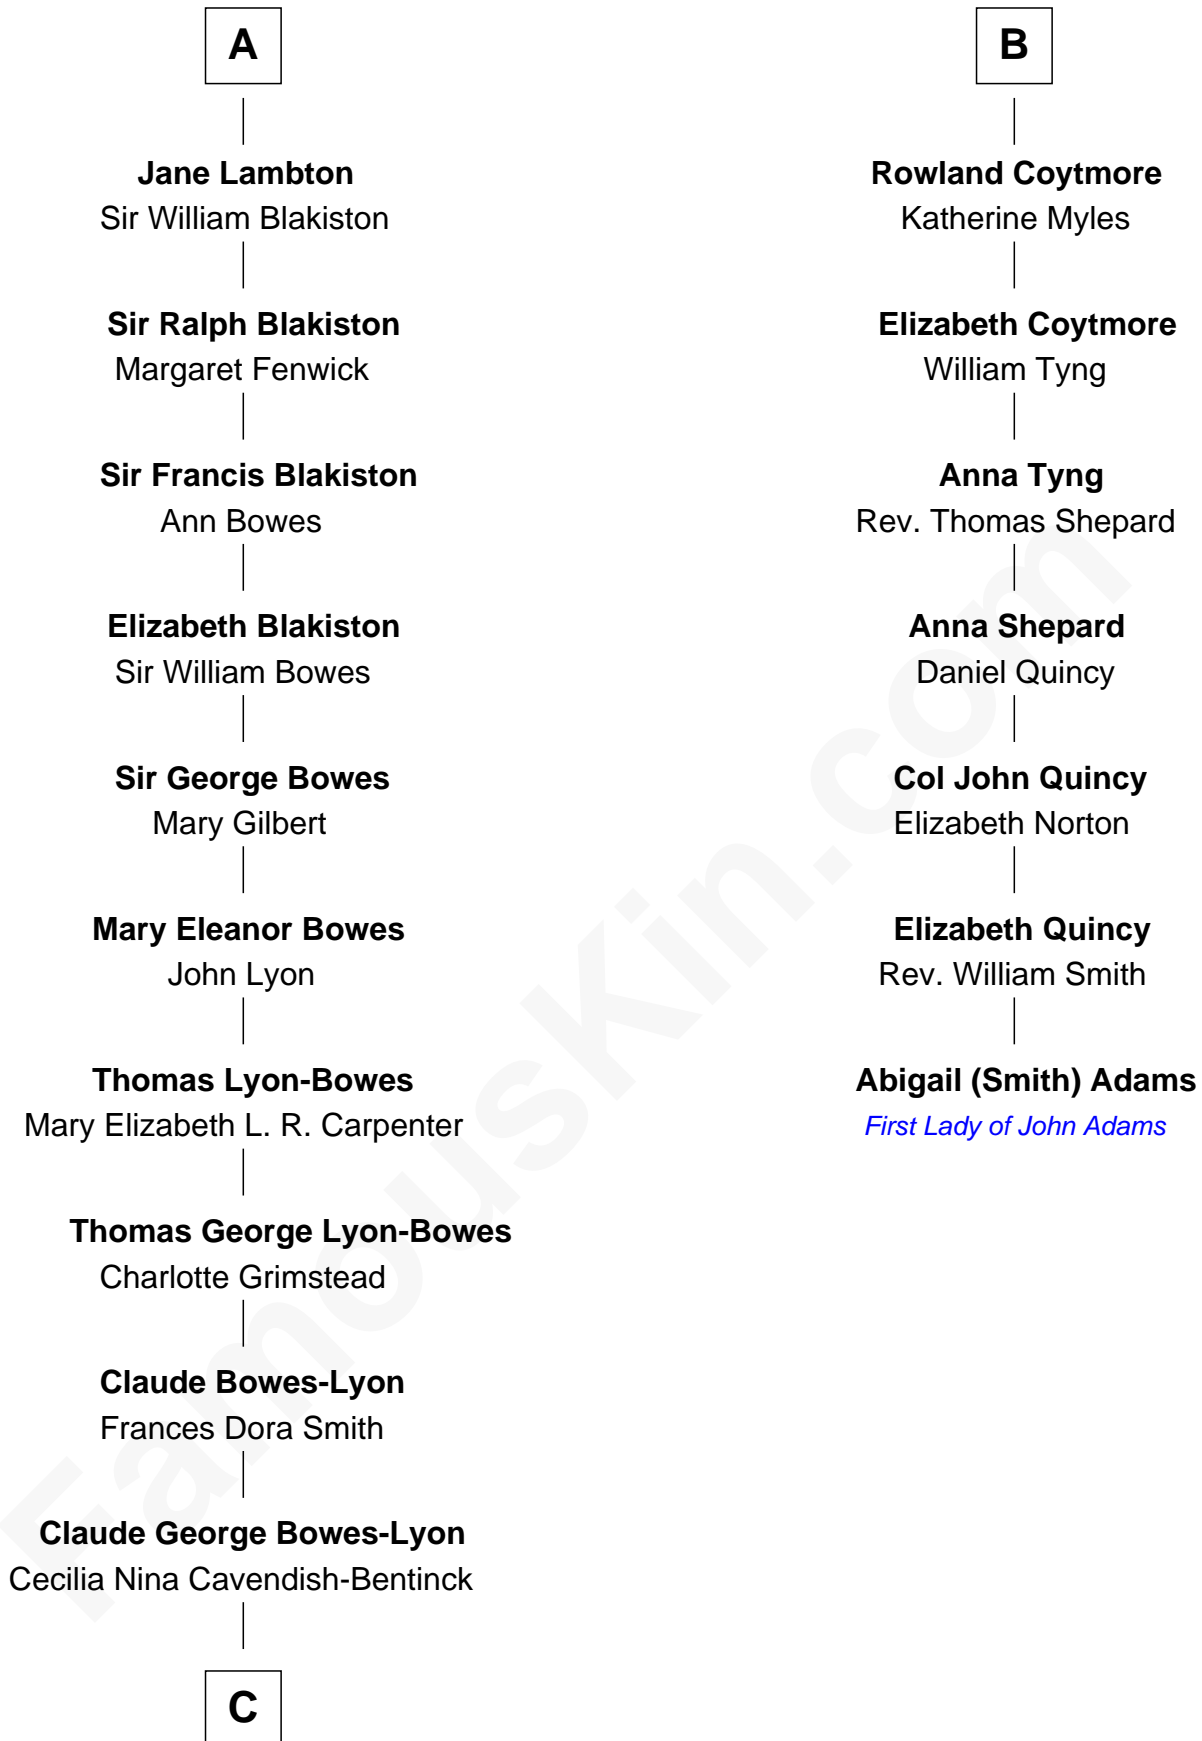 A
Jane Lambton
Sir William Blakiston
Sir Ralph Blakiston
Margaret Fenwick
Sir Francis Blakiston
Ann Bowes
Elizabeth Blakiston
Sir William Bowes
Sir George Bowes
Mary Gilbert
Mary Eleanor Bowes
John Lyon
Thomas Lyon-Bowes
Mary Elizabeth L. R. Carpenter
Thomas George Lyon-Bowes
Charlotte Grimstead
Claude Bowes-Lyon
Frances Dora Smith
Claude George Bowes-Lyon
Cecilia Nina Cavendish-Bentinck
C
B
Rowland Coytmore
Katherine Myles
Elizabeth Coytmore
William Tyng
Anna Tyng
Rev. Thomas Shepard
Anna Shepard
Daniel Quincy
Col John Quincy
Elizabeth Norton
Elizabeth Quincy
Rev. William Smith
Abigail (Smith) Adams
First Lady of John Adams
FamousKin.com